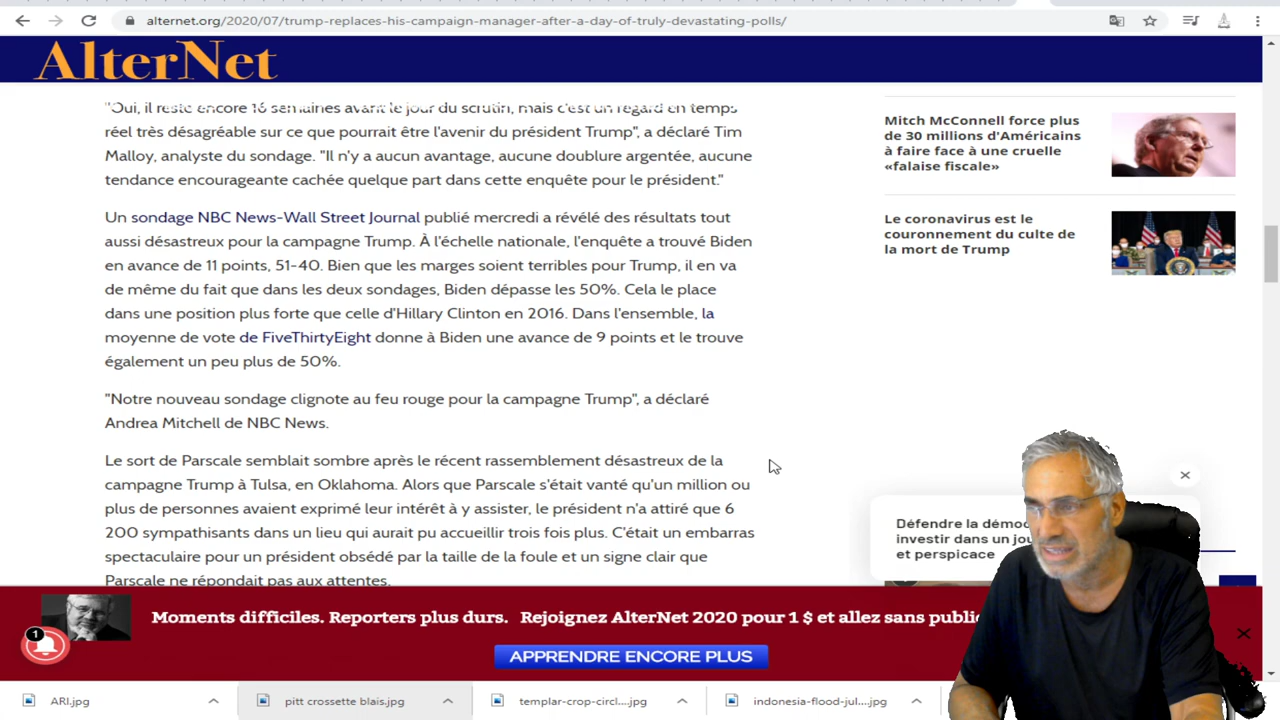 alternet.org/2020/07/trump-replaces-his-campaign-manager-after-a-day-of-truly-devastating-polls/
AlterNet
"Oui, il reste encore 16 semaines avant le jour du scrutin, mais c'est un regard en temps
réel très désagréable sur ce que pourrait être l'avenir du président Trump", a déclaré Tim
Malloy, analyste du sondage. "Il n'y a aucun avantage, aucune doublure argentée, aucune
tendance encourageante cachée quelque part dans cette enquête pour le président."
Un sondage NBC News-Wall Street Journal publié mercredi a révélé des résultats tout
aussi désastreux pour la campagne Trump. À l'échelle nationale, l'enquête a trouvé Biden
en avance de 11 points, 51-40. Bien que les marges soient terribles pour Trump, il en va
de même du fait que dans les deux sondages, Biden dépasse les 50%. Cela le place
dans une position plus forte que celle d'Hillary Clinton en 2016. Dans l'ensemble, la
moyenne de vote de FiveThirtyEight donne à Biden une avance de 9 points et le trouve
également un peu plus de 50%.
"Notre nouveau sondage clignote au feu rouge pour la campagne Trump", a déclaré
Andrea Mitchell de NBC News.
Le sort de Parscale semblait sombre après le récent rassemblement désastreux de la
campagne Trump à Tulsa, en Oklahoma. Alors que Parscale s'était vanté qu'un million ou
plus de personnes avaient exprimé leur intérêt à y assister, le président n'a attiré que 6
200 sympathisants dans un lieu qui aurait pu accueillir trois fois plus. C'était un embarras
spectaculaire pour un président obsédé par la taille de la foule et un signe clair que
Parscale ne répondait pas aux attentes.
Mitch McConnell force plus
de 30 millions d'Américains
à faire face à une cruelle
«falaise fiscale»
Le coronavirus est le
couronnement du culte de
la mort de Trump
Défendre la
investir dans un
et perspicace
Moments difficiles. Reporters plus durs. Rejoignez AlterNet 2020 pour 1 $ et allez sans
APPRENDRE ENCORE PLUS
1
ARI.jpg
pitt crossette blais.jpg
templar-crop-circl....jpg
indonesia-flood-jul....jpg